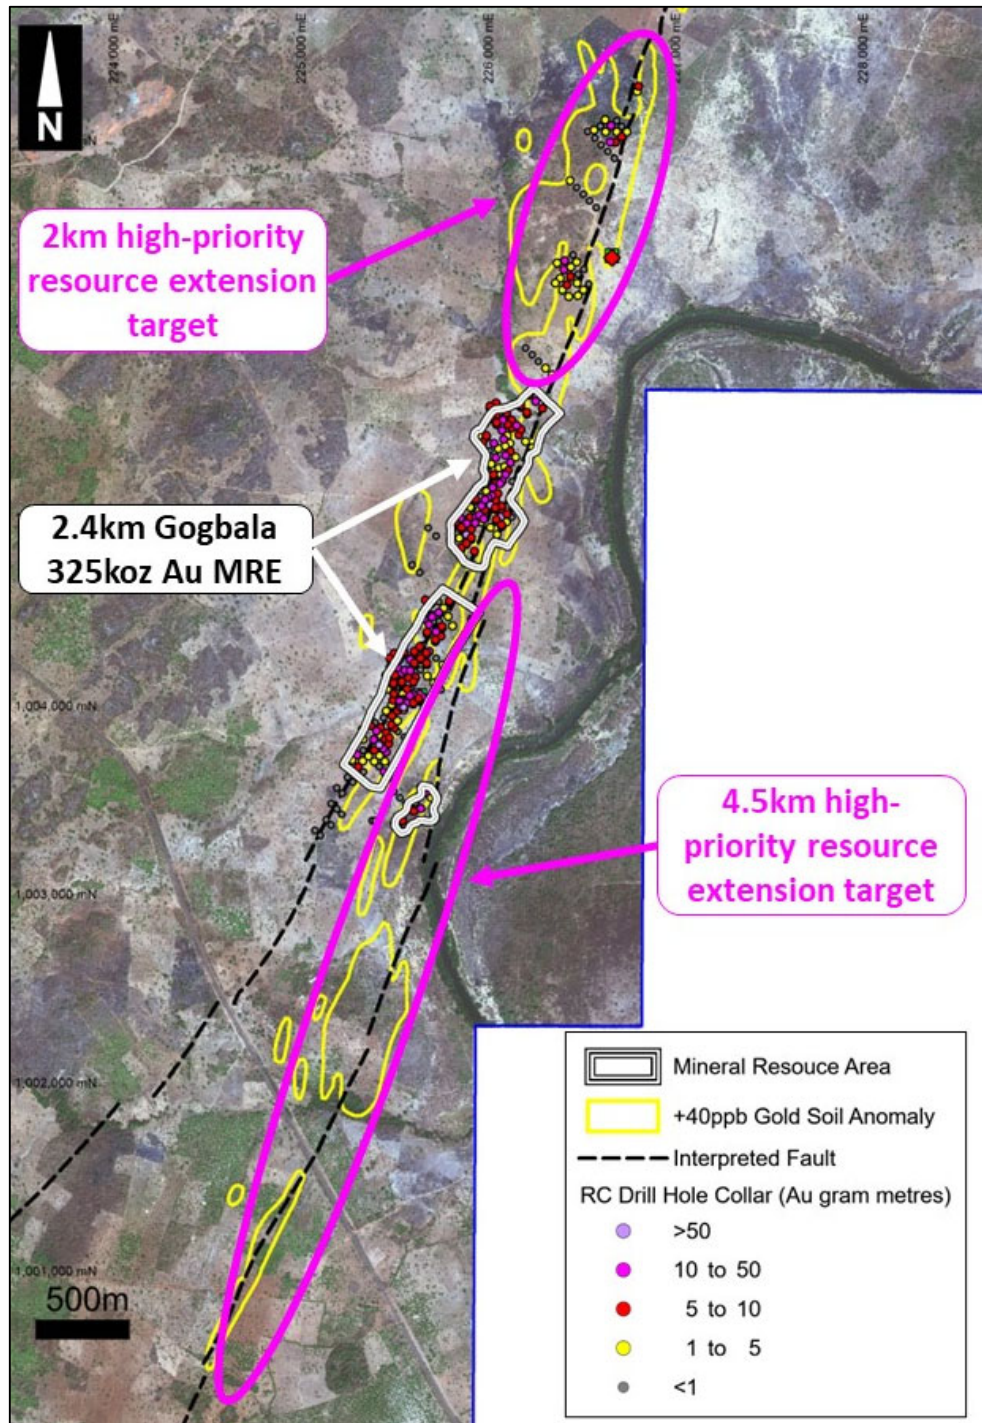 224,000 mE
225,000 mE
226,000 mE
228,000 mE
N
2km high-priority
resource extension
target
2.4km Gogbala
325koz Au MRE
1,004,000 mN
4.5km high-
priority resource
extension target
1,003,000 mN
1,002,000 mN
1,001,000 mN
500m
Mineral Resouce Area
+40ppb Gold Soil Anomaly
Interpreted Fault
RC Drill Hole Collar (Au gram metres)
>50
10 to 50
5 to 10
1 to 5
<1